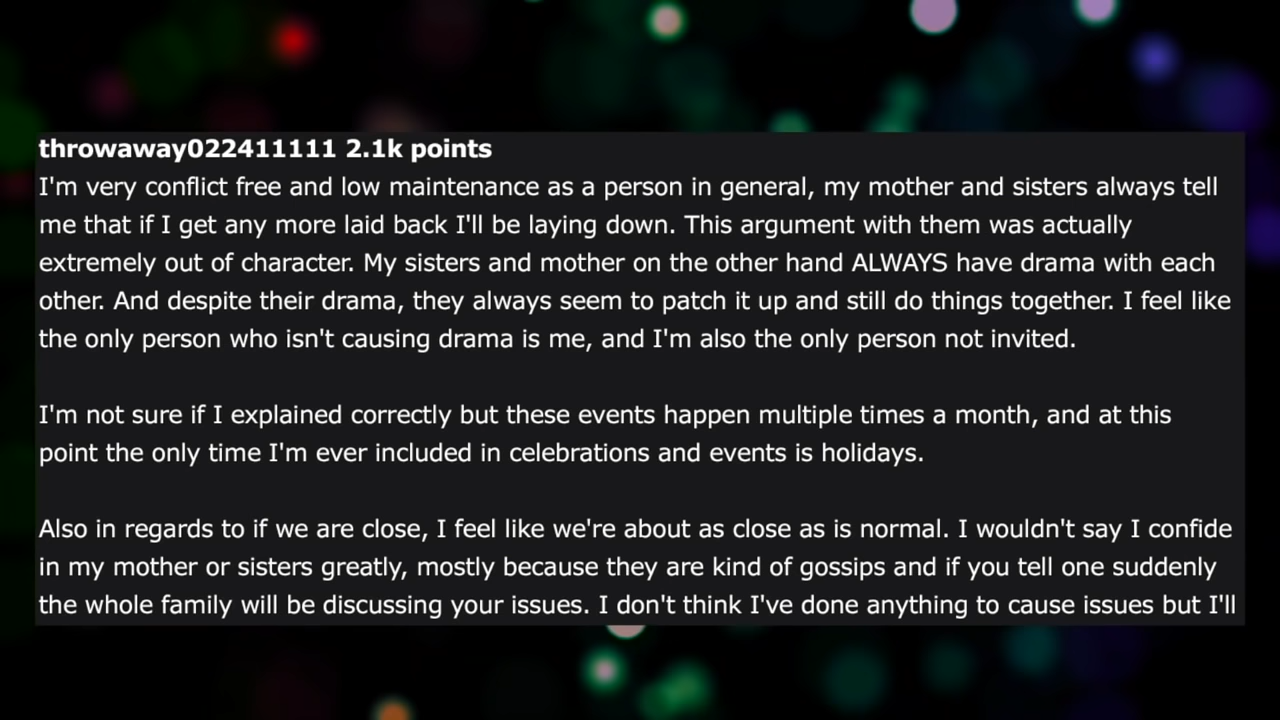 throwaway022411111 2.1k points
I'm very conflict free and low maintenance as a person in general, my mother and sisters always tell
me that if I get any more laid back I'll be laying down. This argument with them was actually
extremely out of character. My sisters and mother on the other hand ALWAYS have drama with each
other. And despite their drama, they always seem to patch it up and still do things together. I feel like
the only person who isn't causing drama is me, and I'm also the only person not invited.
I'm not sure if I explained correctly but these events happen multiple times a month, and at this
point the only time I'm ever included in celebrations and events is holidays.
Also in regards to if we are close, I feel like we're about as close as is normal. I wouldn't say I confide
in my mother or sisters greatly, mostly because they are kind of gossips and if you tell one suddenly
the whole family will be discussing your issues. I don't think I've done anything to cause issues but I'll